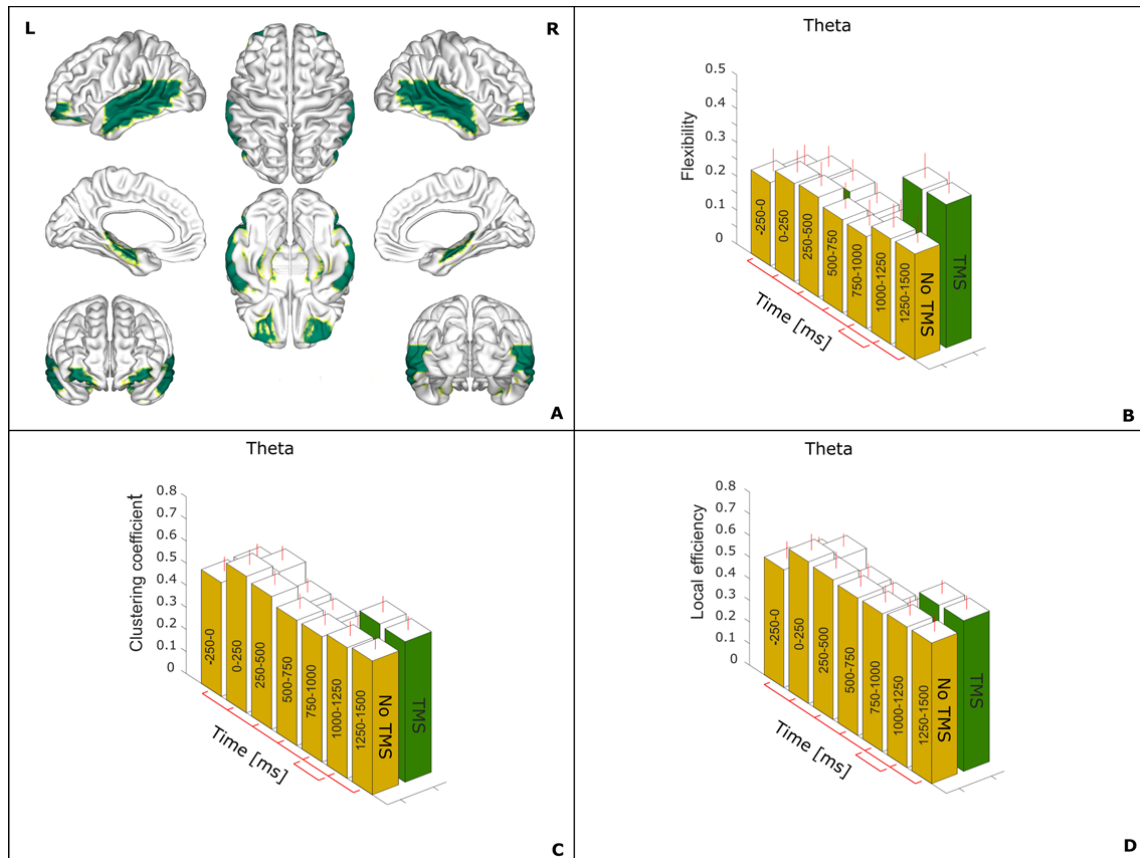 L
R
A
Theta
Flexibility
0.5
0.4
0.3
0.2
0.1
0
-250-0
0-250
250-500
500-750
750-1000
1000-1250
1250-1500
No TMS
TMS
Time [ms]
B
Theta
Clustering coefficient
0.8
0.7
0.6
0.5
0.4
0.3
0.2
0.1
0
-250-0
0-250
250-500
500-750
750-1000
1000-1250
1250-1500
No TMS
TMS
Time [ms]
C
Theta
Local efficiency
0.8
0.7
0.6
0.5
0.4
0.3
0.2
0.1
0
-250-0
0-250
250-500
500-750
750-1000
1000-1250
1250-1500
No TMS
TMS
Time [ms]
D